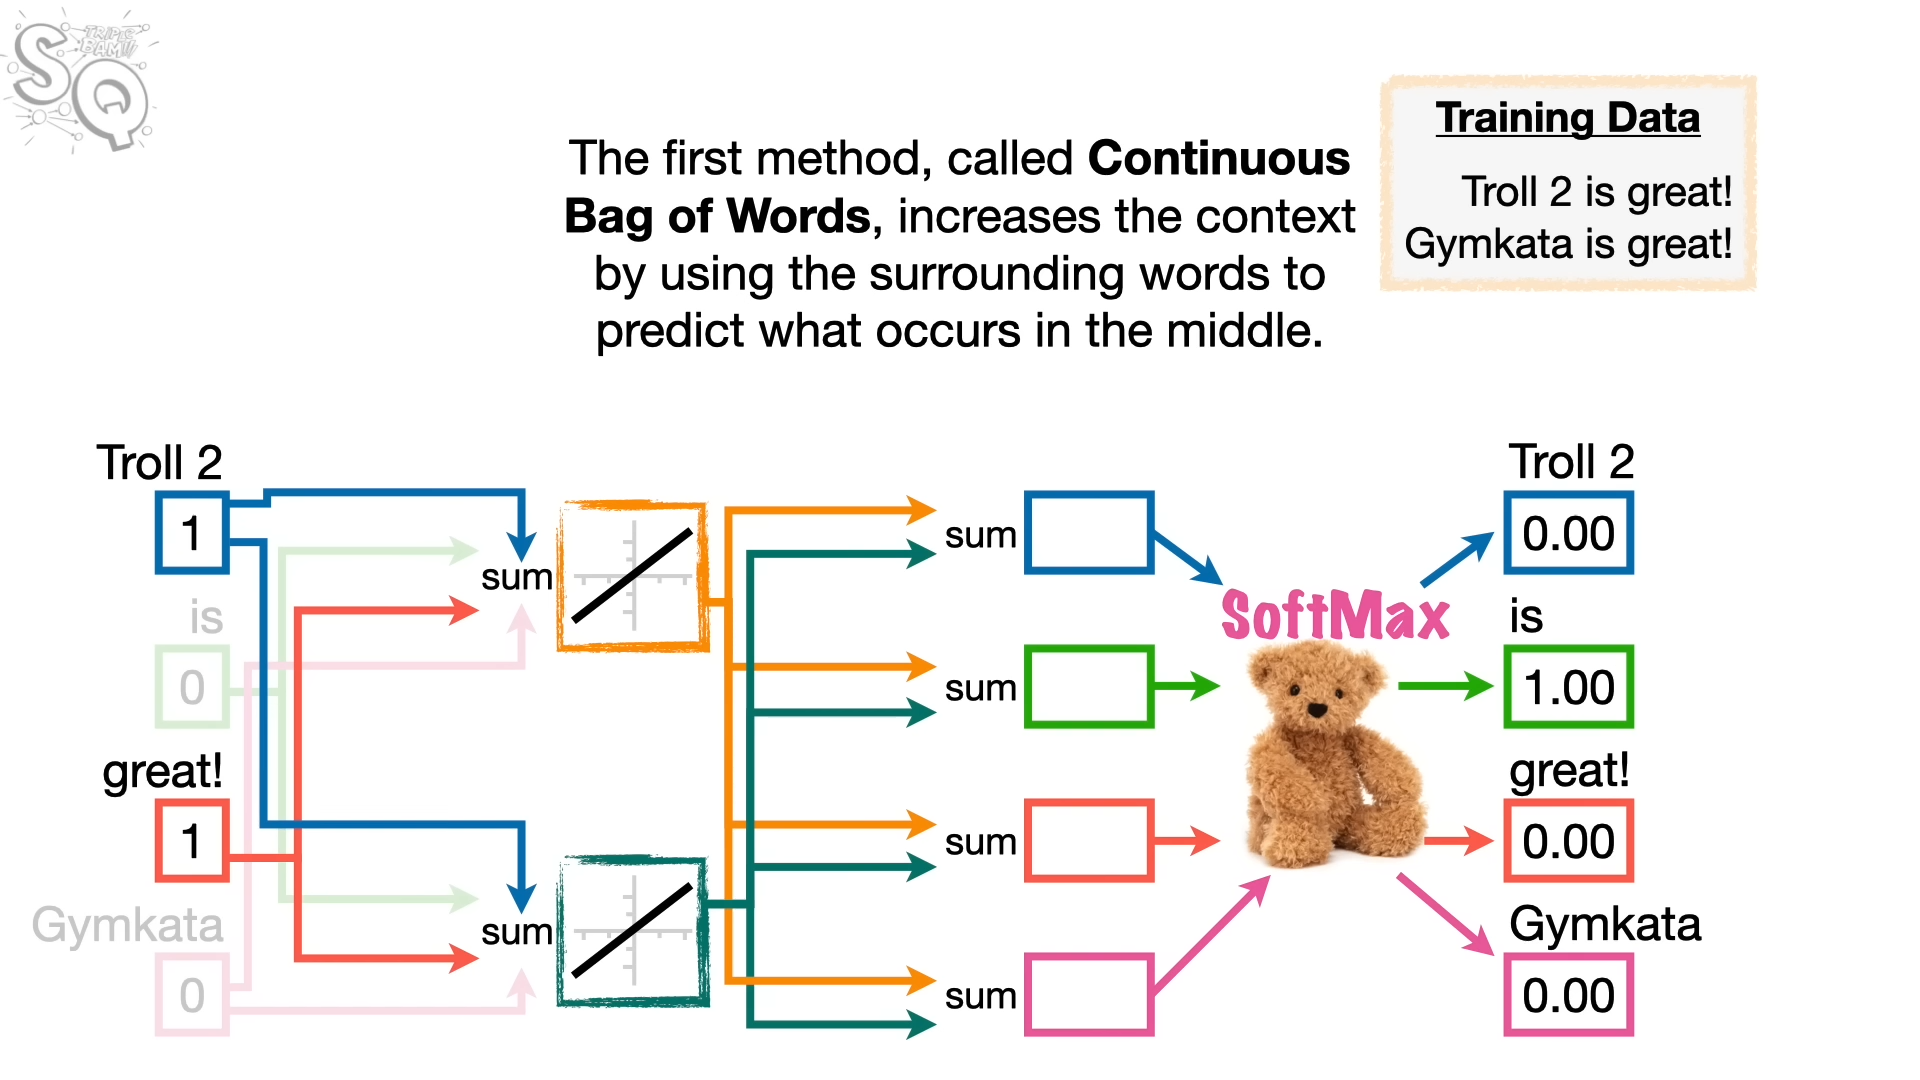 SQ
TRIPLE
BAM!!!
The first method, called Continuous
Bag of Words, increases the context
by using the surrounding words to
predict what occurs in the middle.
Training Data
Troll 2 is great!
Gymkata is great!
Troll 2
1
is
0
great!
1
Gymkata
0
sum
sum
sum
sum
sum
sum
SoftMax
Troll 2
0.00
is
1.00
great!
0.00
Gymkata
0.00